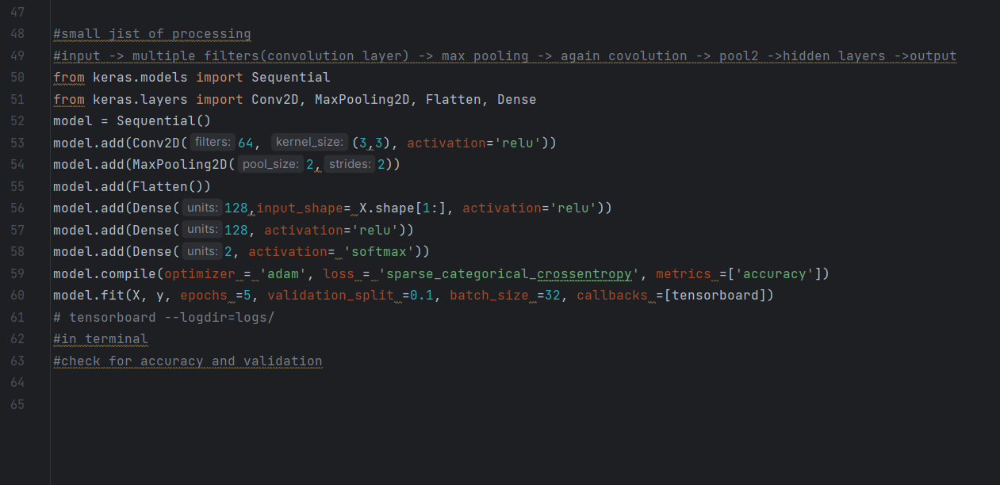 47
48 #small jist of processing
49 #input -> multiple filters(convolution layer) -> max pooling -> again covolution -> pool2 ->hidden layers ->output
50 from keras.models import Sequential
51 from keras.layers import Conv2D, MaxPooling2D, Flatten, Dense
52 model = Sequential()
53 model.add(Conv2D( filters: 64, kernel_size: (3,3), activation='relu'))
54 model.add(MaxPooling2D( pool_size: 2, strides: 2))
55 model.add(Flatten())
56 model.add(Dense( units: 128,input_shape= X.shape[1:], activation='relu'))
57 model.add(Dense( units: 128, activation='relu'))
58 model.add(Dense( units: 2, activation= 'softmax'))
59 model.compile(optimizer = 'adam', loss = 'sparse_categorical_crossentropy', metrics =['accuracy'])
60 model.fit(X, y, epochs =5, validation_split =0.1, batch_size =32, callbacks =[tensorboard])
61 # tensorboard --logdir=logs/
62 #in terminal
63 #check for accuracy and validation
64
65